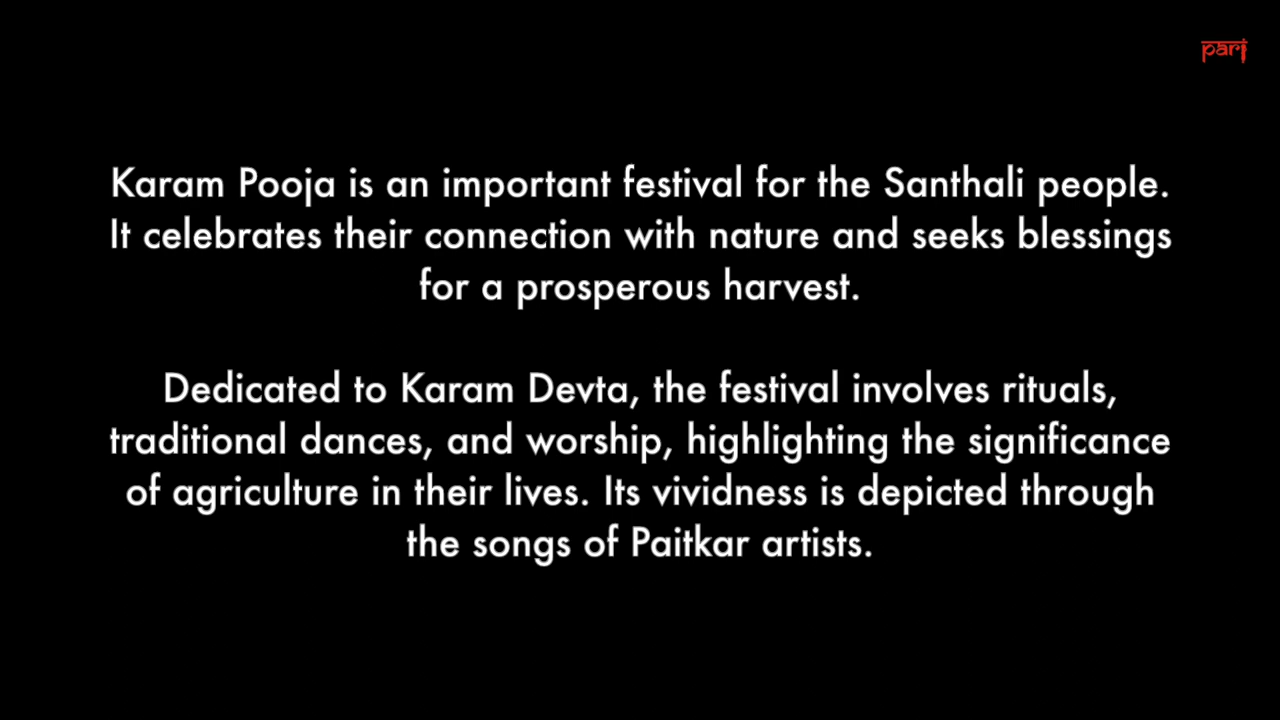 pari
Karam Pooja is an important festival for the Santhali people.
It celebrates their connection with nature and seeks blessings
for a prosperous harvest.
Dedicated to Karam Devta, the festival involves rituals,
traditional dances, and worship, highlighting the significance
of agriculture in their lives. Its vividness is depicted through
the songs of Paitkar artists.